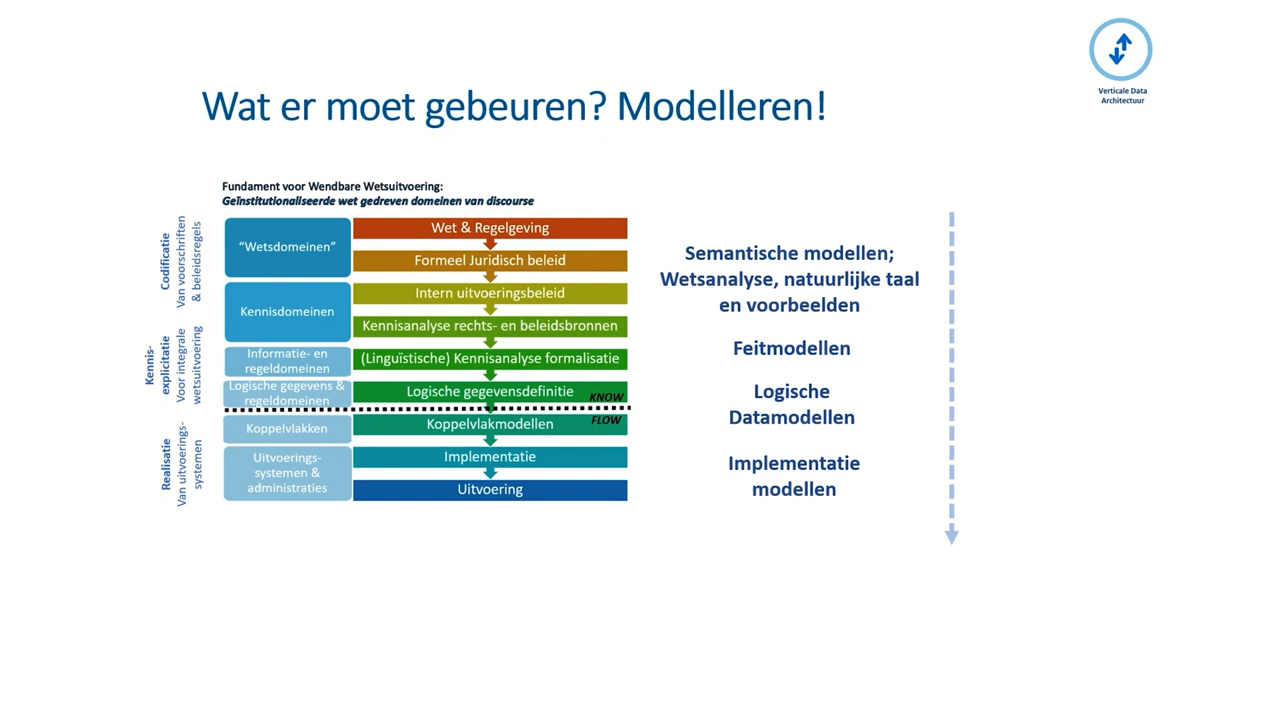 Verticale Data
Architectuur
Wat er moet gebeuren? Modelleren!
Fundament voor Wendbare Wetsuitvoering:
Geïnstitutionaliseerde wet gedreven domeinen van discourse
Codificatie
Van voorschriften
& beleidsregels
Kennis-
explicitatie
Voor integrale
wetsuitvoering
Realisatie
Van uitvoerings-
systemen
“Wetsdomeinen”
Kennisdomeinen
Informatie- en
regeldomeinen
Logische gegevens &
regeldomeinen
Koppelvlakken
Uitvoerings-
systemen &
administraties
Wet & Regelgeving
Formeel Juridisch beleid
Intern uitvoeringsbeleid
Kennisanalyse rechts- en beleidsbronnen
(Linguïstische) Kennisanalyse formalisatie
Logische gegevensdefinitie
KNOW
FLOW
Koppelvlakmodellen
Implementatie
Uitvoering
Semantische modellen;
Wetsanalyse, natuurlijke taal
en voorbeelden
Feitmodellen
Logische
Datamodellen
Implementatie
modellen